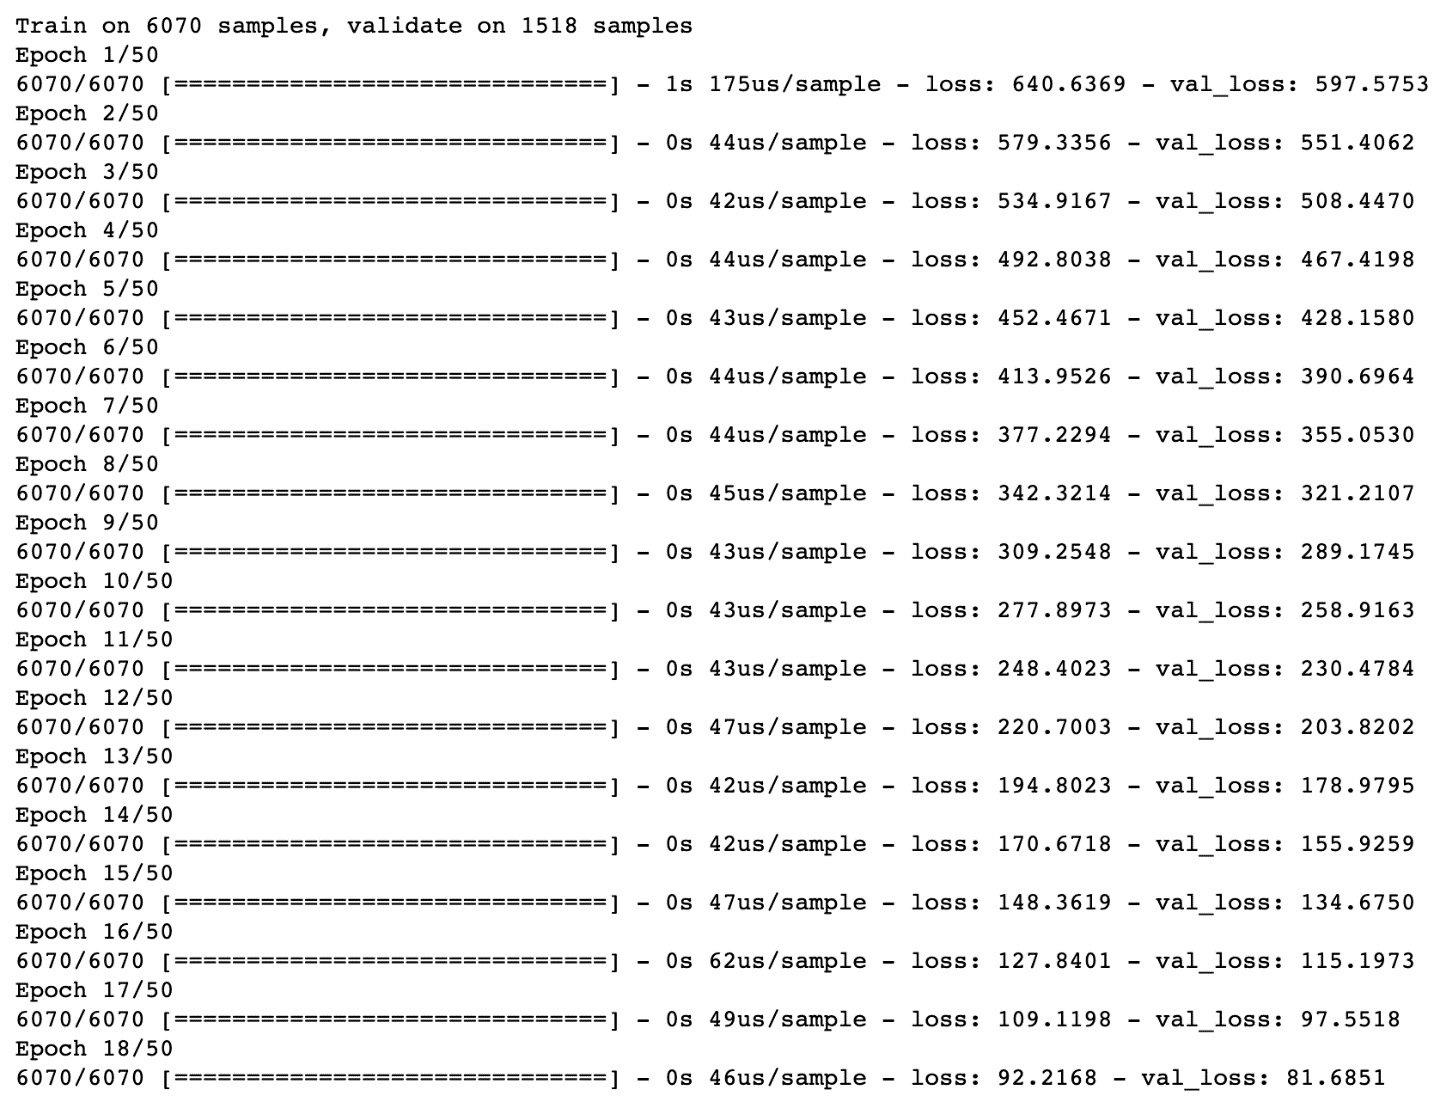 Train on 6070 samples, validate on 1518 samples
Epoch 1/50
6070/6070 [==============================] - 1s 175us/sample - loss: 640.6369 - val_loss: 597.5753
Epoch 2/50
6070/6070 [==============================] - 0s 44us/sample - loss: 579.3356 - val_loss: 551.4062
Epoch 3/50
6070/6070 [==============================] - 0s 42us/sample - loss: 534.9167 - val_loss: 508.4470
Epoch 4/50
6070/6070 [==============================] - 0s 44us/sample - loss: 492.8038 - val_loss: 467.4198
Epoch 5/50
6070/6070 [==============================] - 0s 43us/sample - loss: 452.4671 - val_loss: 428.1580
Epoch 6/50
6070/6070 [==============================] - 0s 44us/sample - loss: 413.9526 - val_loss: 390.6964
Epoch 7/50
6070/6070 [==============================] - 0s 44us/sample - loss: 377.2294 - val_loss: 355.0530
Epoch 8/50
6070/6070 [==============================] - 0s 45us/sample - loss: 342.3214 - val_loss: 321.2107
Epoch 9/50
6070/6070 [==============================] - 0s 43us/sample - loss: 309.2548 - val_loss: 289.1745
Epoch 10/50
6070/6070 [==============================] - 0s 43us/sample - loss: 277.8973 - val_loss: 258.9163
Epoch 11/50
6070/6070 [==============================] - 0s 43us/sample - loss: 248.4023 - val_loss: 230.4784
Epoch 12/50
6070/6070 [==============================] - 0s 47us/sample - loss: 220.7003 - val_loss: 203.8202
Epoch 13/50
6070/6070 [==============================] - 0s 42us/sample - loss: 194.8023 - val_loss: 178.9795
Epoch 14/50
6070/6070 [==============================] - 0s 42us/sample - loss: 170.6718 - val_loss: 155.9259
Epoch 15/50
6070/6070 [==============================] - 0s 47us/sample - loss: 148.3619 - val_loss: 134.6750
Epoch 16/50
6070/6070 [==============================] - 0s 62us/sample - loss: 127.8401 - val_loss: 115.1973
Epoch 17/50
6070/6070 [==============================] - 0s 49us/sample - loss: 109.1198 - val_loss: 97.5518
Epoch 18/50
6070/6070 [==============================] - 0s 46us/sample - loss: 92.2168 - val_loss: 81.6851